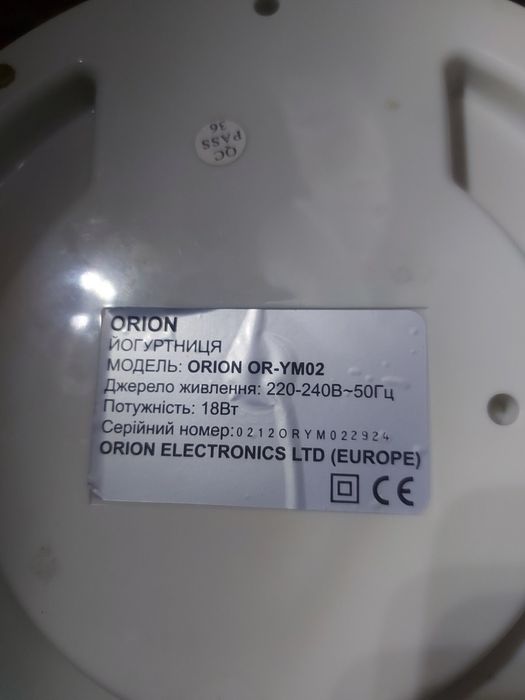 QC
PASS
36
ORION
ЙОГУРТНИЦЯ
МОДЕЛЬ: ORION OR-YM02
Джерело живлення: 220-240В~50Гц
Потужність: 18Вт
Серійний номер:0212ORYM022924
ORION ELECTRONICS LTD (EUROPE)
CE